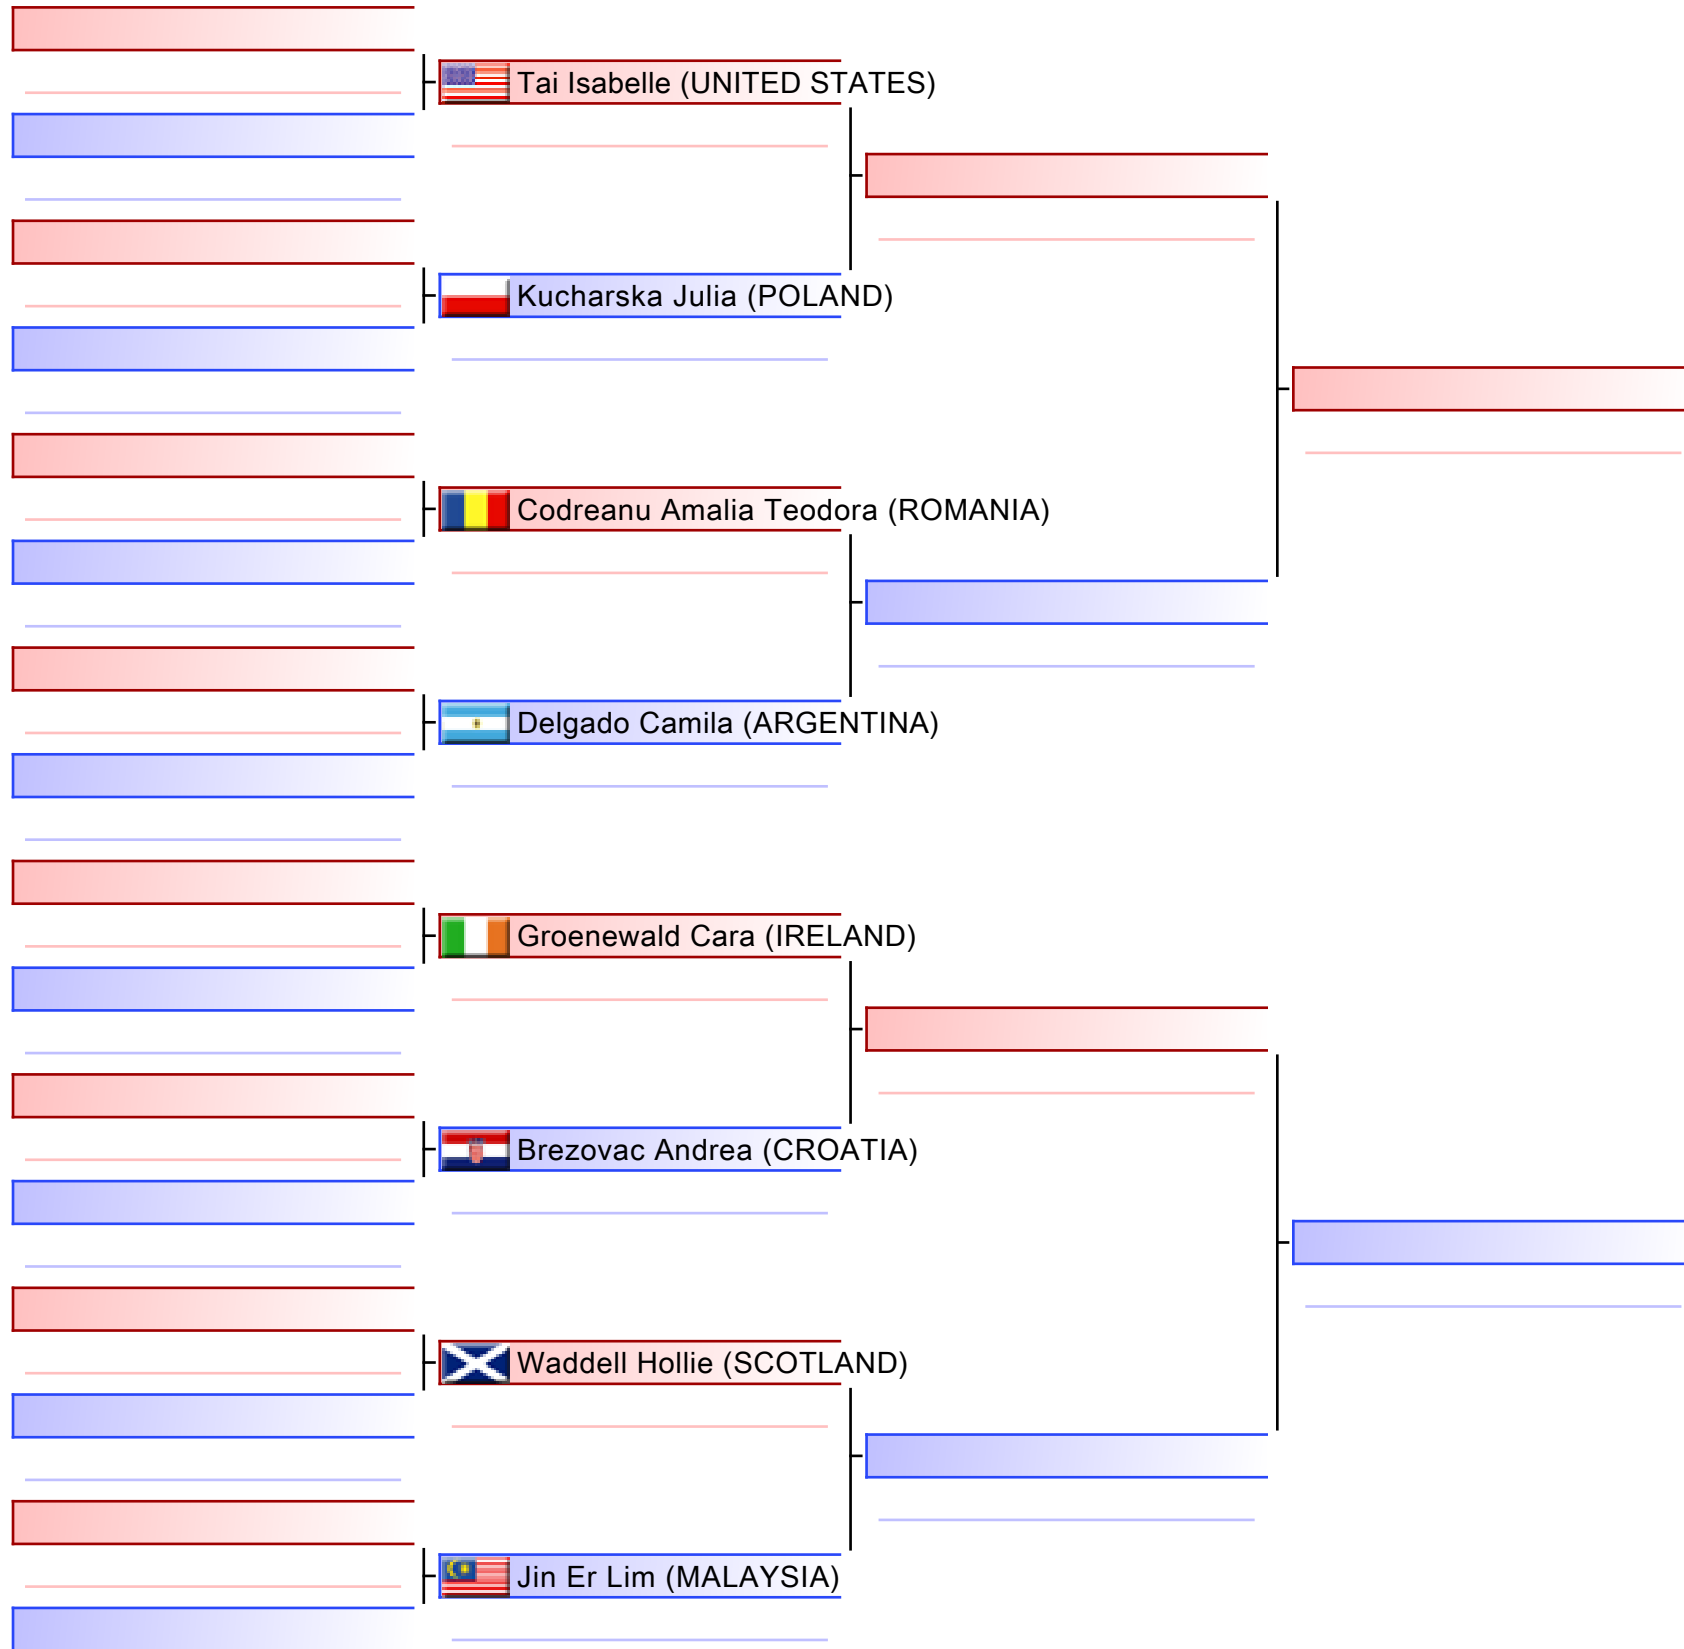 Tai Isabelle (UNITED STATES)
Kucharska Julia (POLAND)
Codreanu Amalia Teodora (ROMANIA)
Delgado Camila (ARGENTINA)
Groenewald Cara (IRELAND)
Brezovac Andrea (CROATIA)
Waddell Hollie (SCOTLAND)
Jin Er Lim (MALAYSIA)